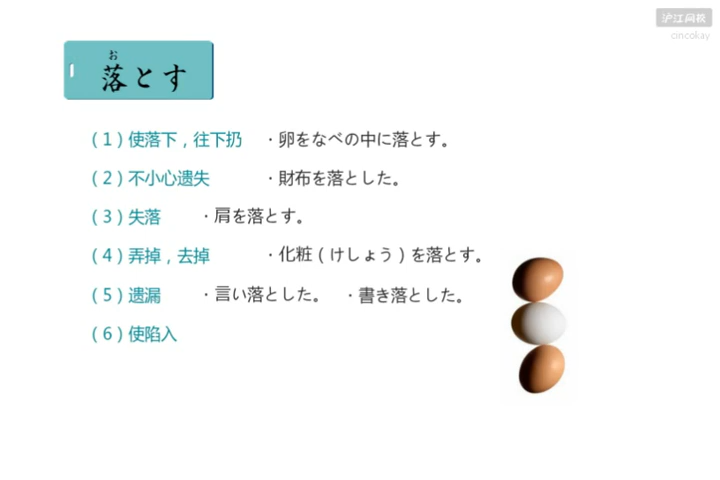 沪江网校
cincokay
お
落とす
（1）使落下，往下扔 ・卵をなべの中に落とす。
（2）不小心遗失 ・財布を落とした。
（3）失落 ・肩を落とす。
（4）弄掉，去掉 ・化粧（けしょう）を落とす。
（5）遗漏 ・言い落とした。 ・書き落とした。
（6）使陷入